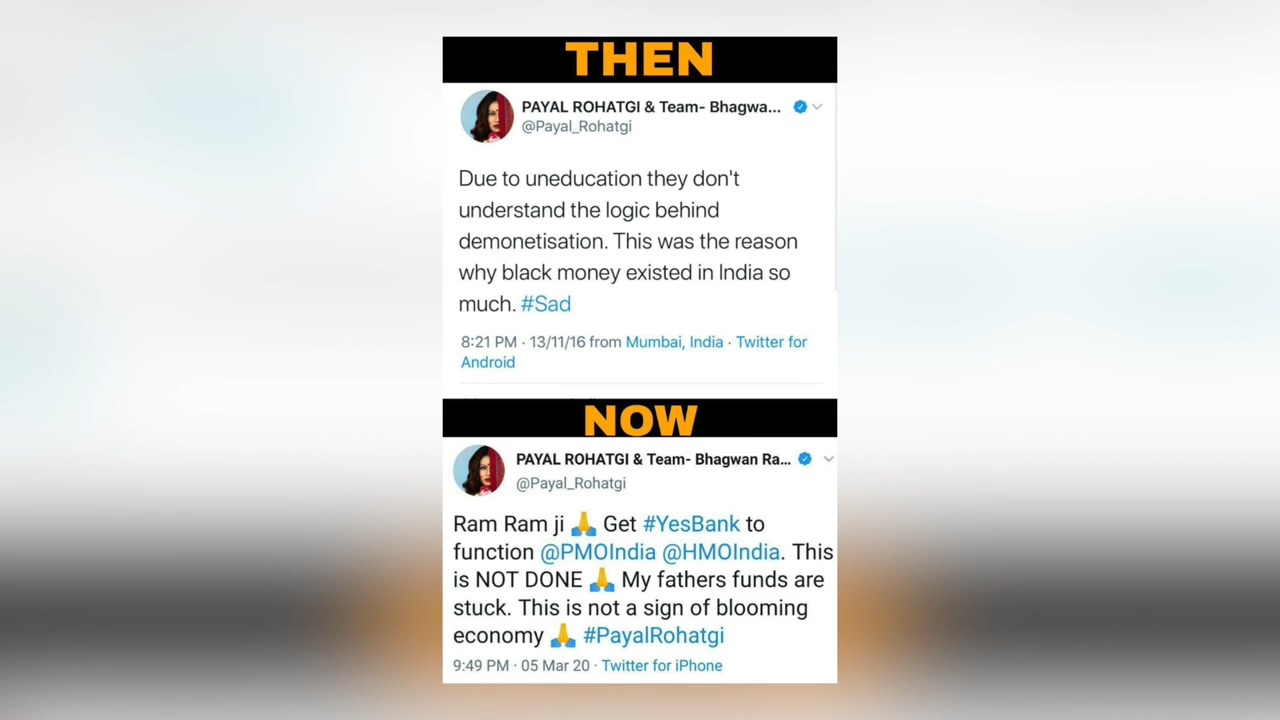 THEN
PAYAL ROHATGI & Team- Bhagwa...
@Payal_Rohatgi
Due to uneducation they don't
understand the logic behind
demonetisation. This was the reason
why black money existed in India so
much. #Sad
8:21 PM · 13/11/16 from Mumbai, India · Twitter for
Android
NOW
PAYAL ROHATGI & Team- Bhagwan Ra...
@Payal_Rohatgi
Ram Ram ji 🙏 Get #YesBank to
function @PMOIndia @HMOIndia. This
is NOT DONE 🙏 My fathers funds are
stuck. This is not a sign of blooming
economy 🙏 #PayalRohatgi
9:49 PM · 05 Mar 20 · Twitter for iPhone